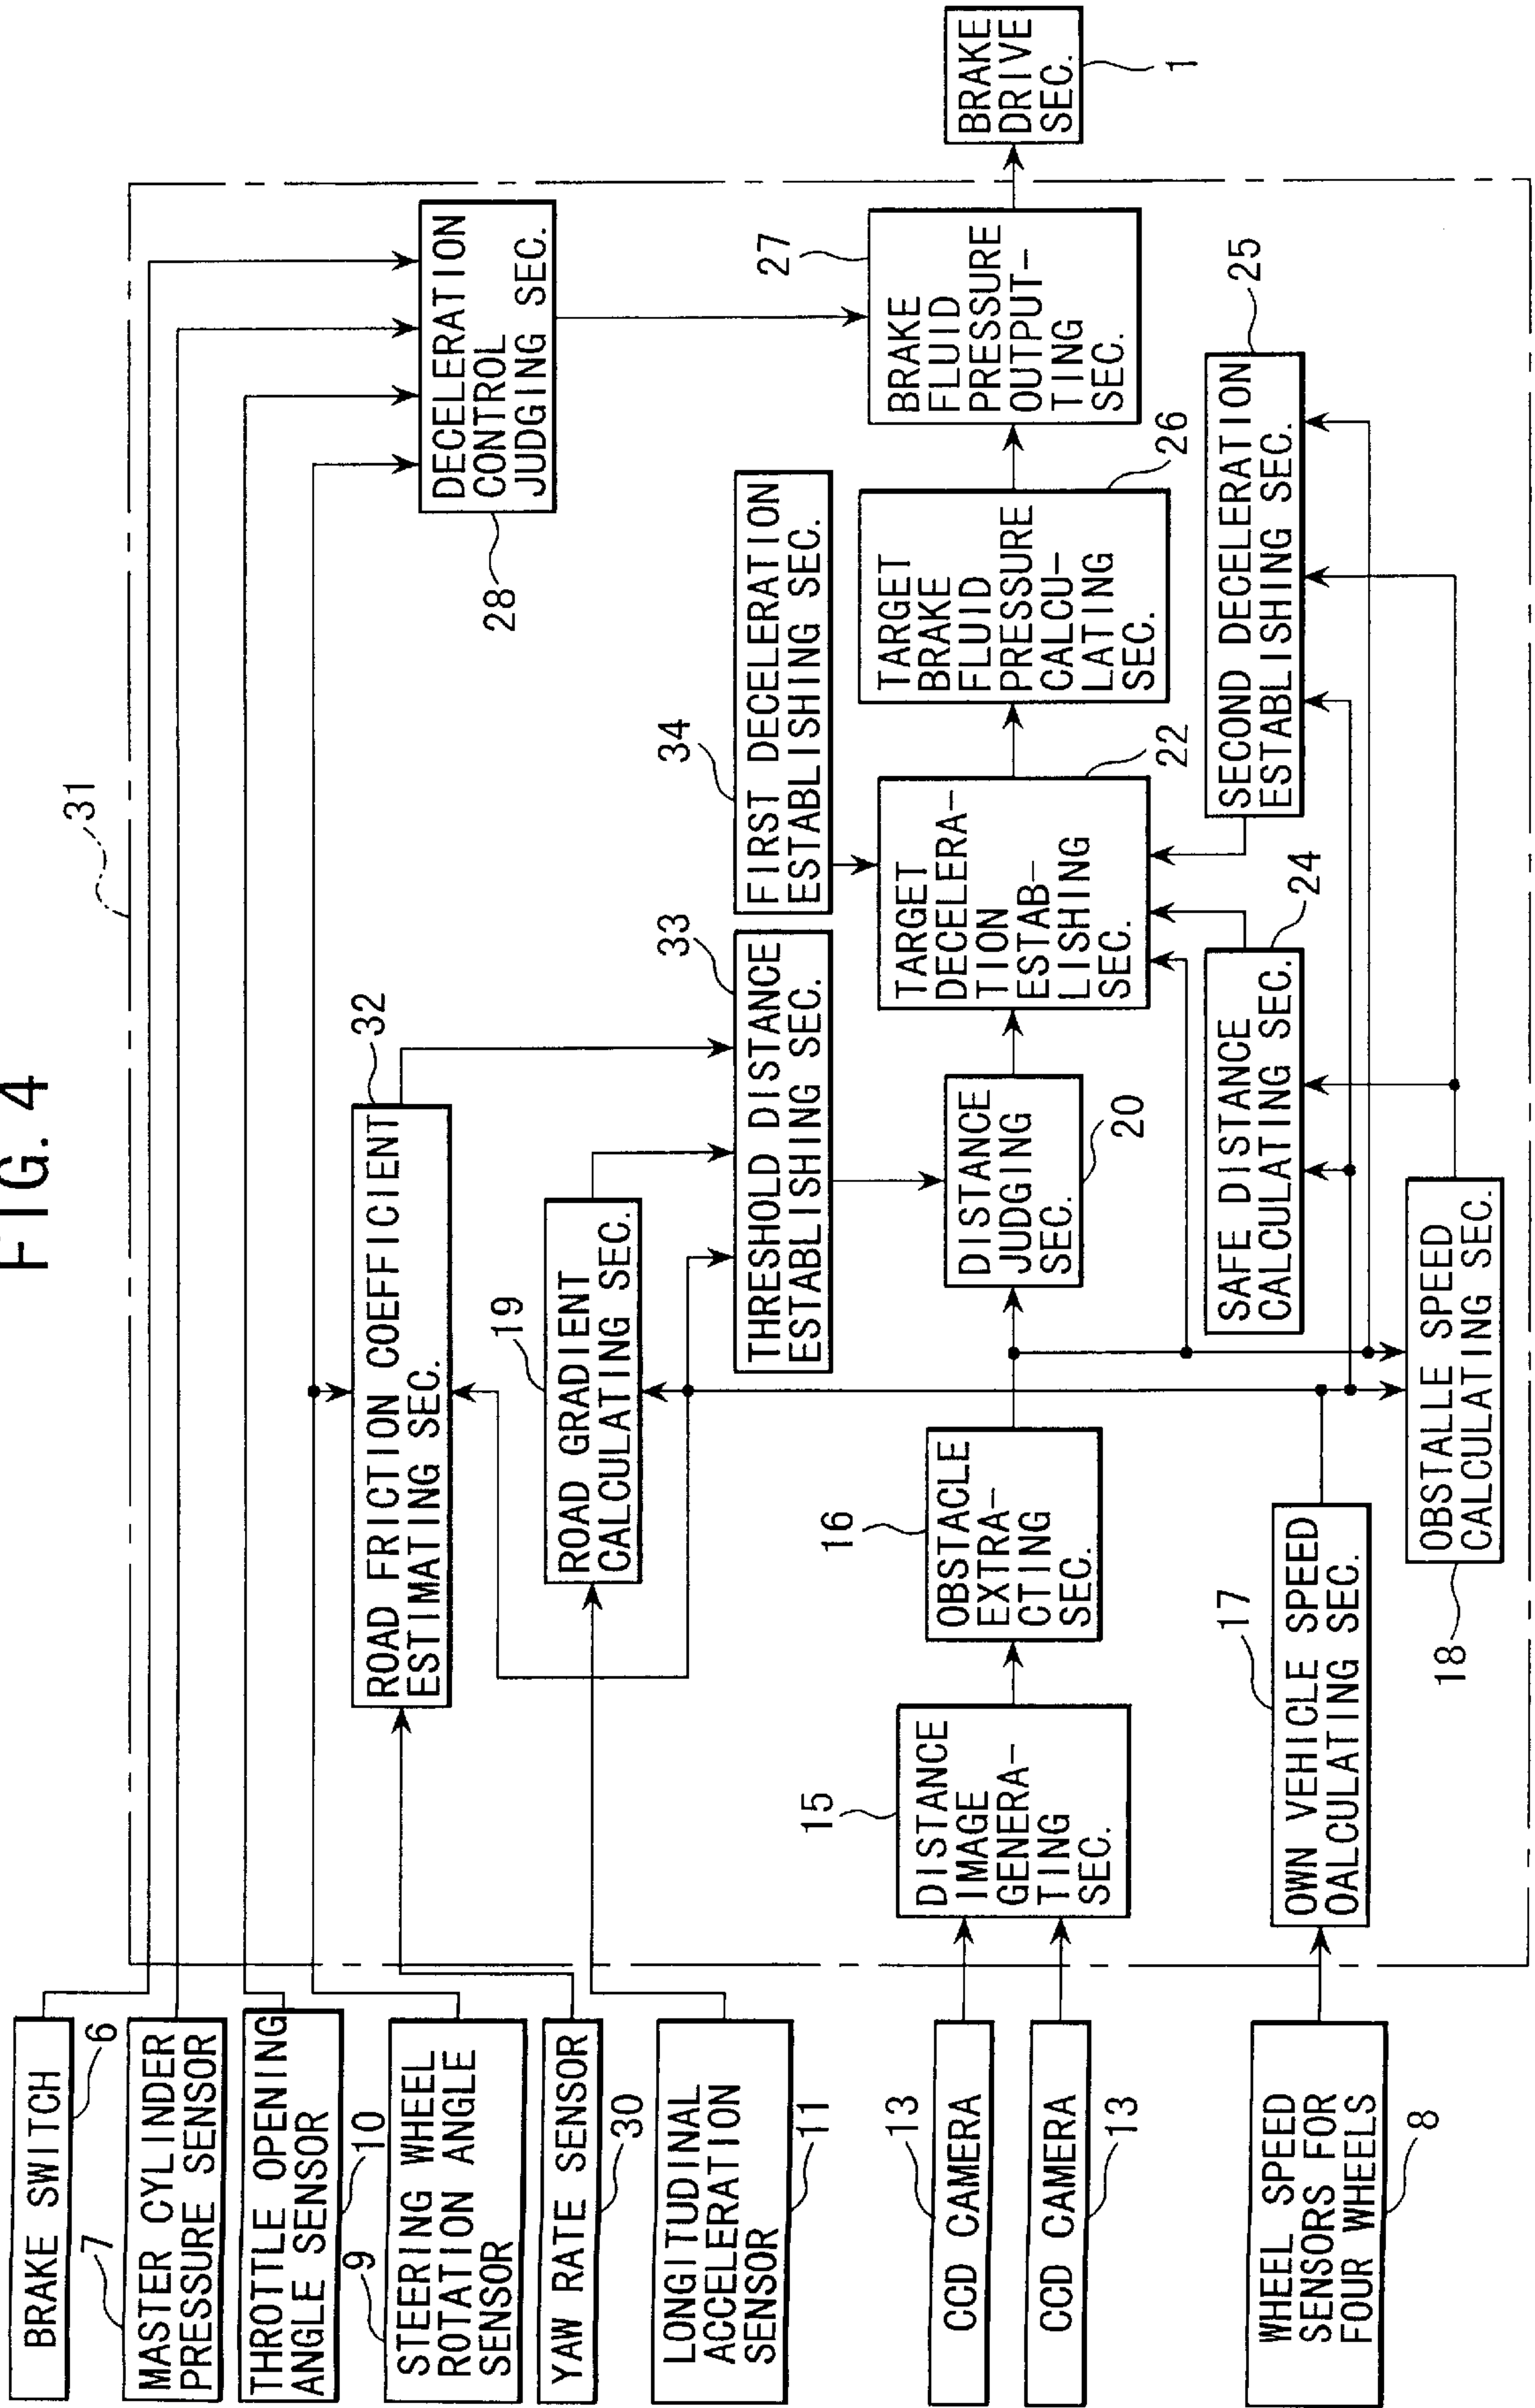 FIG. 4
BRAKE SWITCH
6
7
MASTER CYLINDER
PRESSURE SENSOR
THROTTLE OPENING
ANGLE SENSOR
10
9
STEERING WHEEL
ROTATION ANGLE
SENSOR
YAW RATE SENSOR
30
LONGITUDINAL
ACCELERATION
SENSOR
11
13
CCD CAMERA
CCD CAMERA
13
WHEEL SPEED
SENSORS FOR
FOUR WHEELS
8
31
32
ROAD FRICTION COEFFICIENT
ESTIMATING SEC.
19
ROAD GRADIENT
CALCULATING SEC.
15
DISTANCE
IMAGE
GENERA-
TING
SEC.
16
OBSTACLE
EXTRA-
CTING
SEC.
17
OWN VEHICLE SPEED
OALCULATING SEC.
18
OBSTALLE SPEED
CALCULATING SEC.
33
THRESHOLD DISTANCE
ESTABLISHING SEC.
DISTANCE
JUDGING
SEC.
20
SAFE DISTANCE
CALCULATING SEC.
24
34
FIRST DECELERATION
ESTABLISHING SEC.
TARGET
DECELERA-
TION
ESTAB-
LISHING
SEC.
22
SECOND DECELERATION
ESTABLISHING SEC.
25
TARGET
BRAKE
FLUID
PRESSURE
CALCU-
LATING
SEC.
26
DECELERATION
CONTROL
JUDGING SEC.
28
27
BRAKE
FLUID
PRESSURE
OUTPUT-
TING
SEC.
BRAKE
DRIVE
SEC.
1